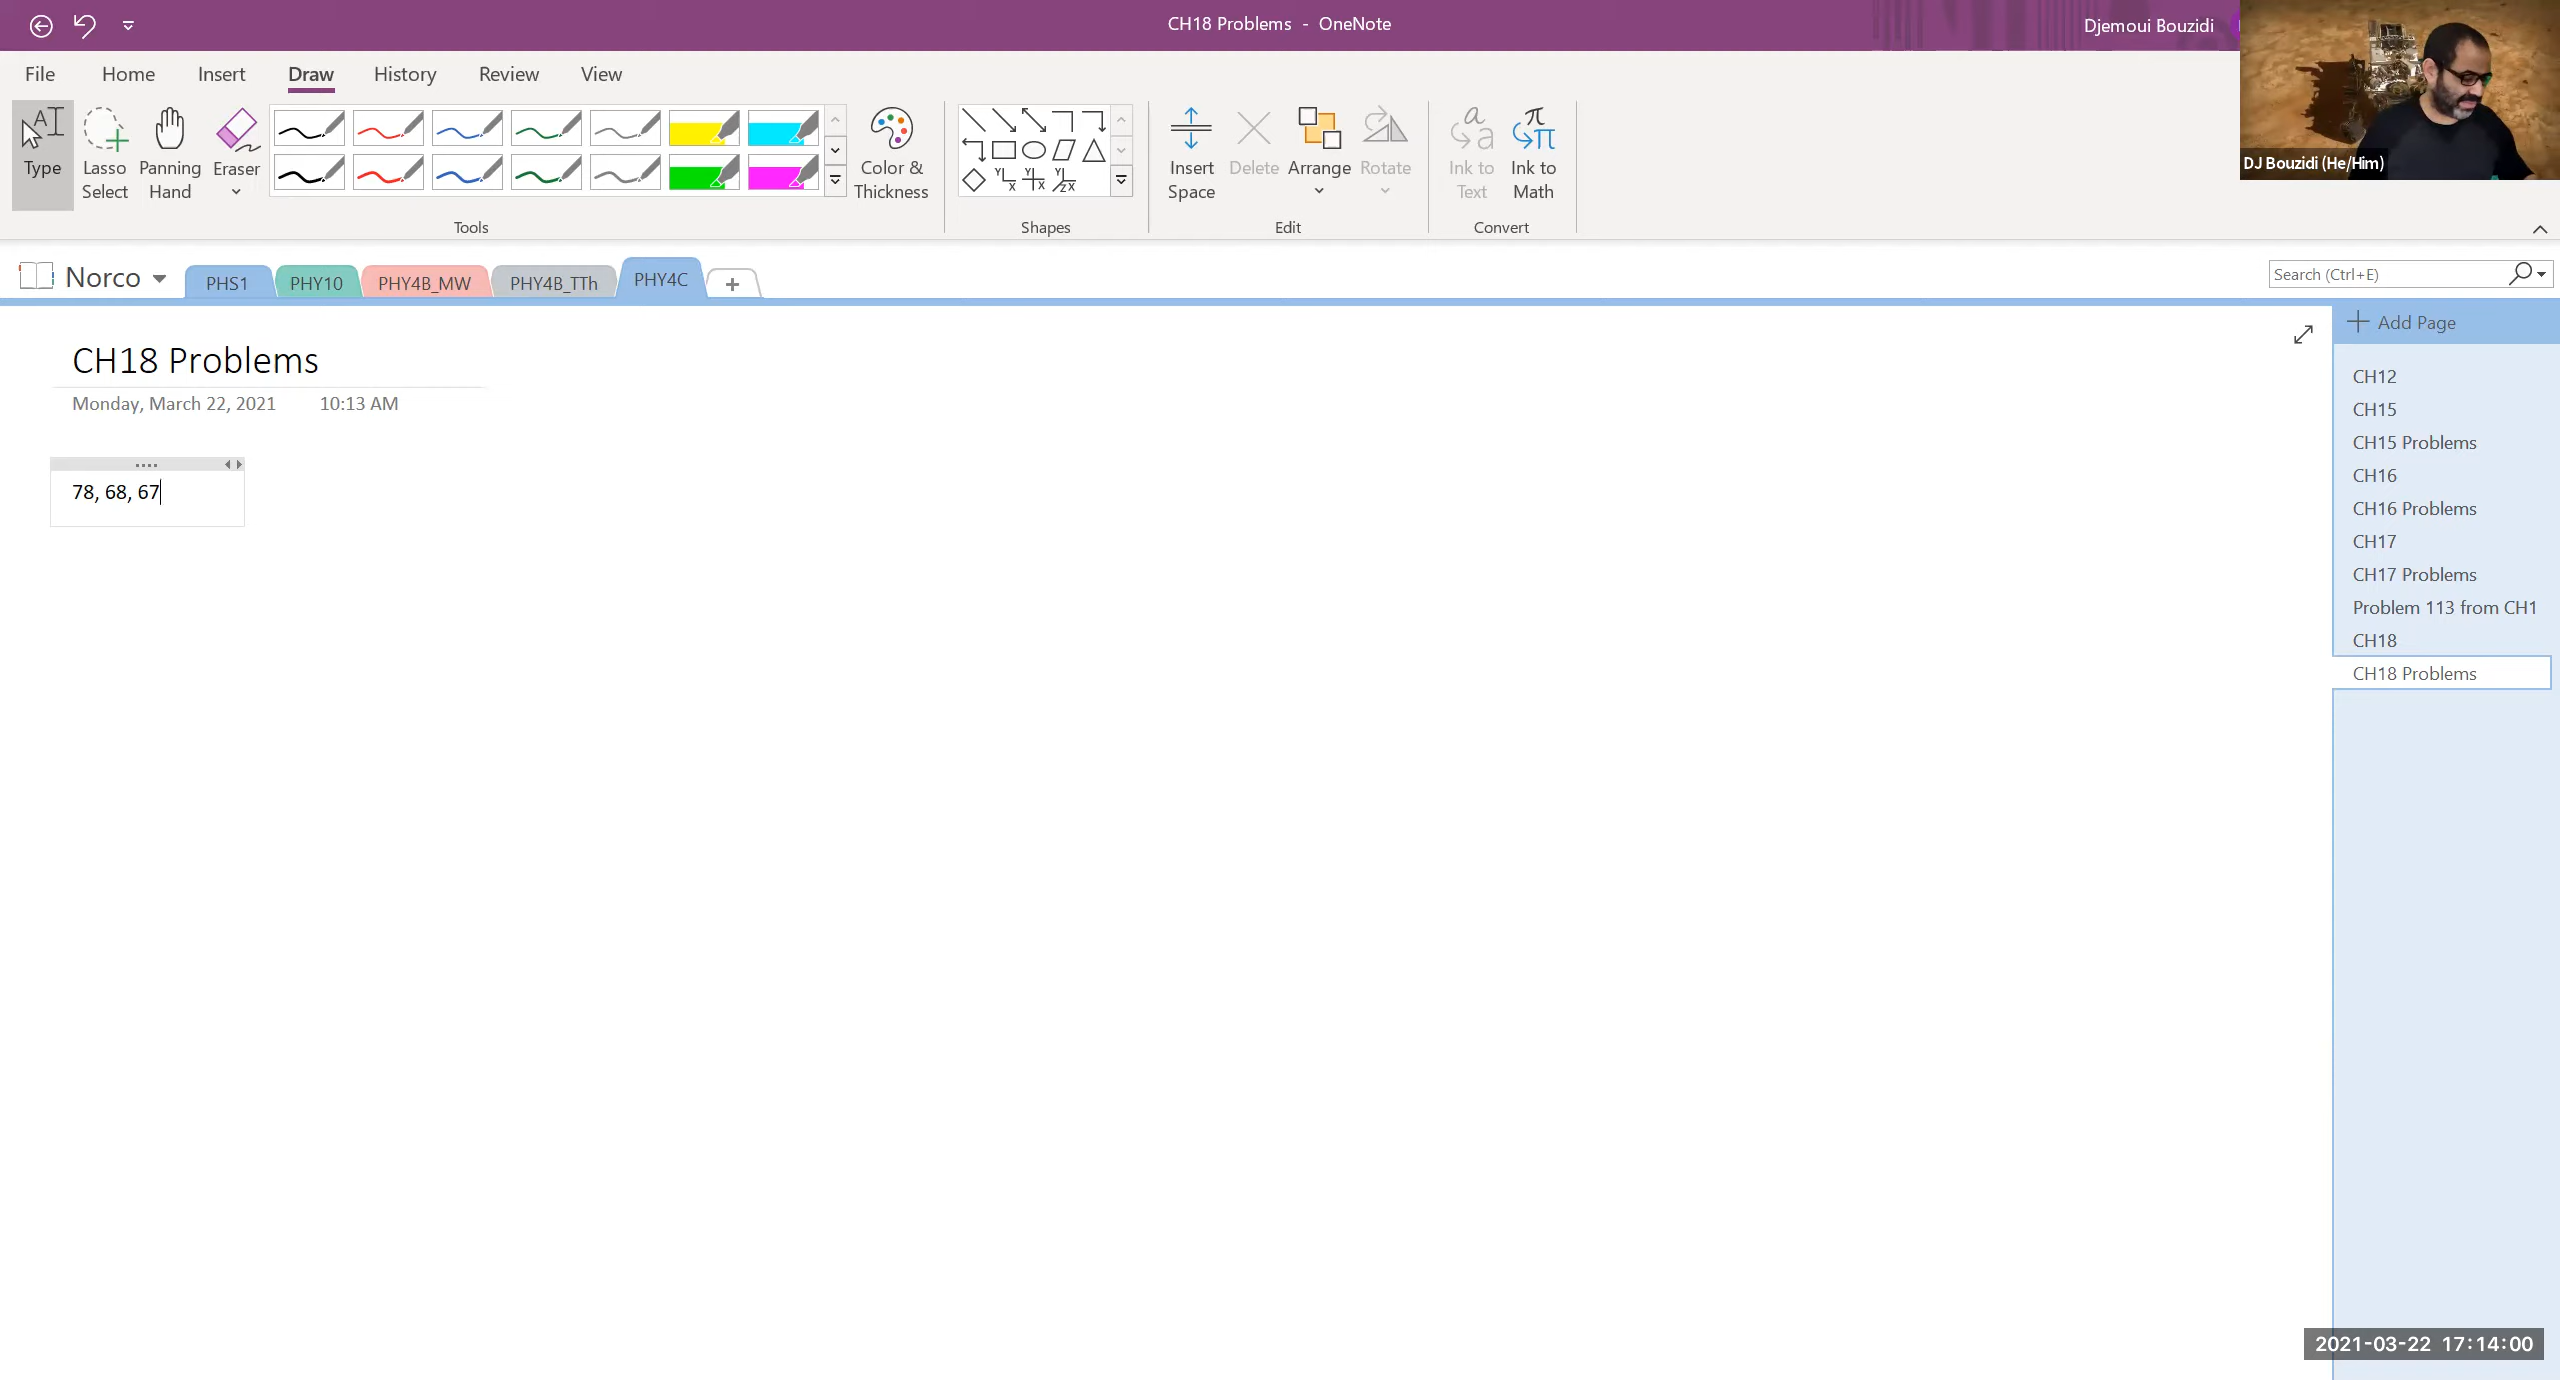 CH18 Problems - OneNote
Djemoui Bouzidi
File Home Insert Draw History Review View
Type
Lasso Select
Panning Hand
Eraser
Color & Thickness
Insert Space
Delete
Arrange
Rotate
Ink to Text
Ink to Math
Tools
Shapes
Edit
Convert
DJ Bouzidi (He/Him)
Norco
PHS1
PHY10
PHY4B_MW
PHY4B_TTh
PHY4C
Search (Ctrl+E)
CH18 Problems
Monday, March 22, 2021 10:13 AM
78, 68, 67
Add Page
CH12
CH15
CH15 Problems
CH16
CH16 Problems
CH17
CH17 Problems
Problem 113 from CH1
CH18
CH18 Problems
2021-03-22 17:14:00